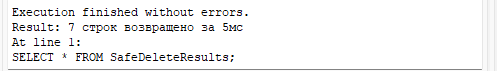 Execution finished without errors.
Result: 7 строк возвращено за 5мс
At line 1:
SELECT * FROM SafeDeleteResults;